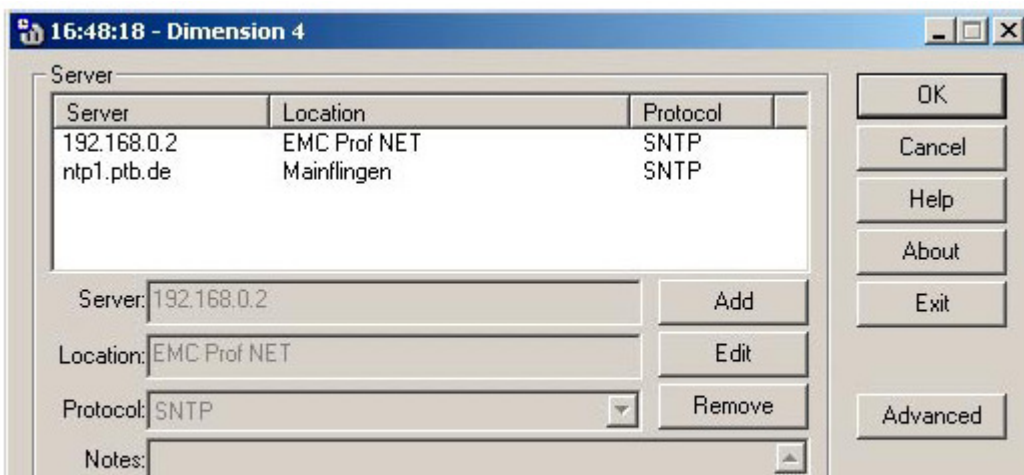 16:48:18 - Dimension 4
Server
Server Location Protocol
192.168.0.2 EMC Prof NET SNTP
ntp1.ptb.de Mainflingen SNTP
Server: 192.168.0.2
Location: EMC Prof NET
Protocol: SNTP
Notes:
Add
Edit
Remove
OK
Cancel
Help
About
Exit
Advanced